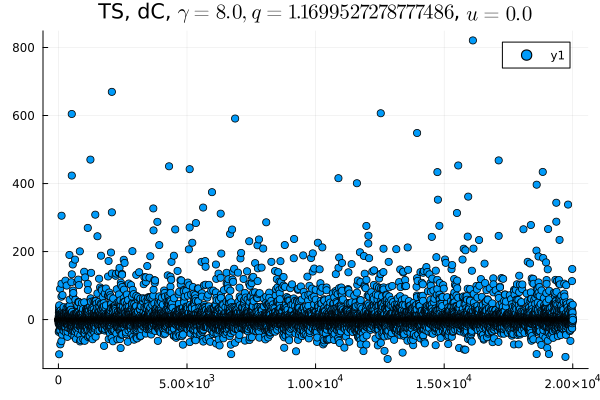 TS, dC, γ = 8.0, q = 1.1699527278777486, u = 0.0
y1
800
600
400
200
0
0 5.00×10³ 1.00×10⁴ 1.50×10⁴ 2.00×10⁴